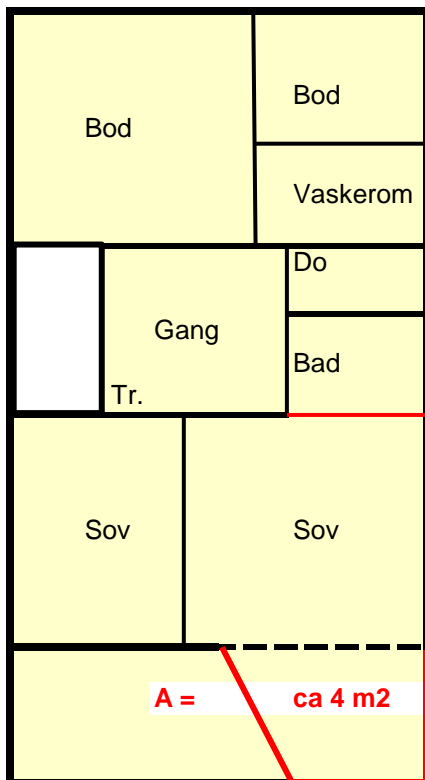 Bod
Bod
Vaskerom
Do
Gang
Bad
Tr.
Sov
Sov
A = ca 4 m2